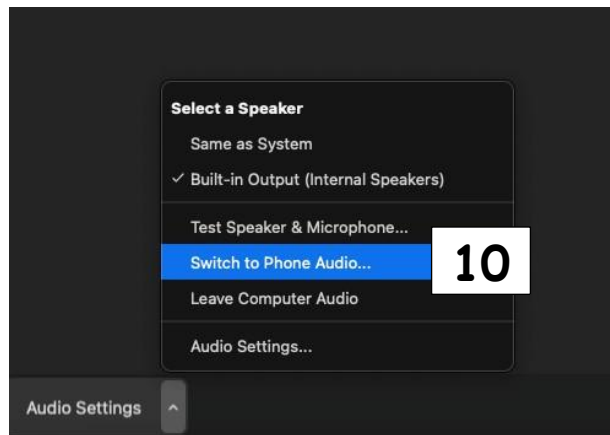 Select a Speaker
Same as System
✓ Built-in Output (Internal Speakers)
Test Speaker & Microphone...
Switch to Phone Audio...
10
Leave Computer Audio
Audio Settings...
Audio Settings